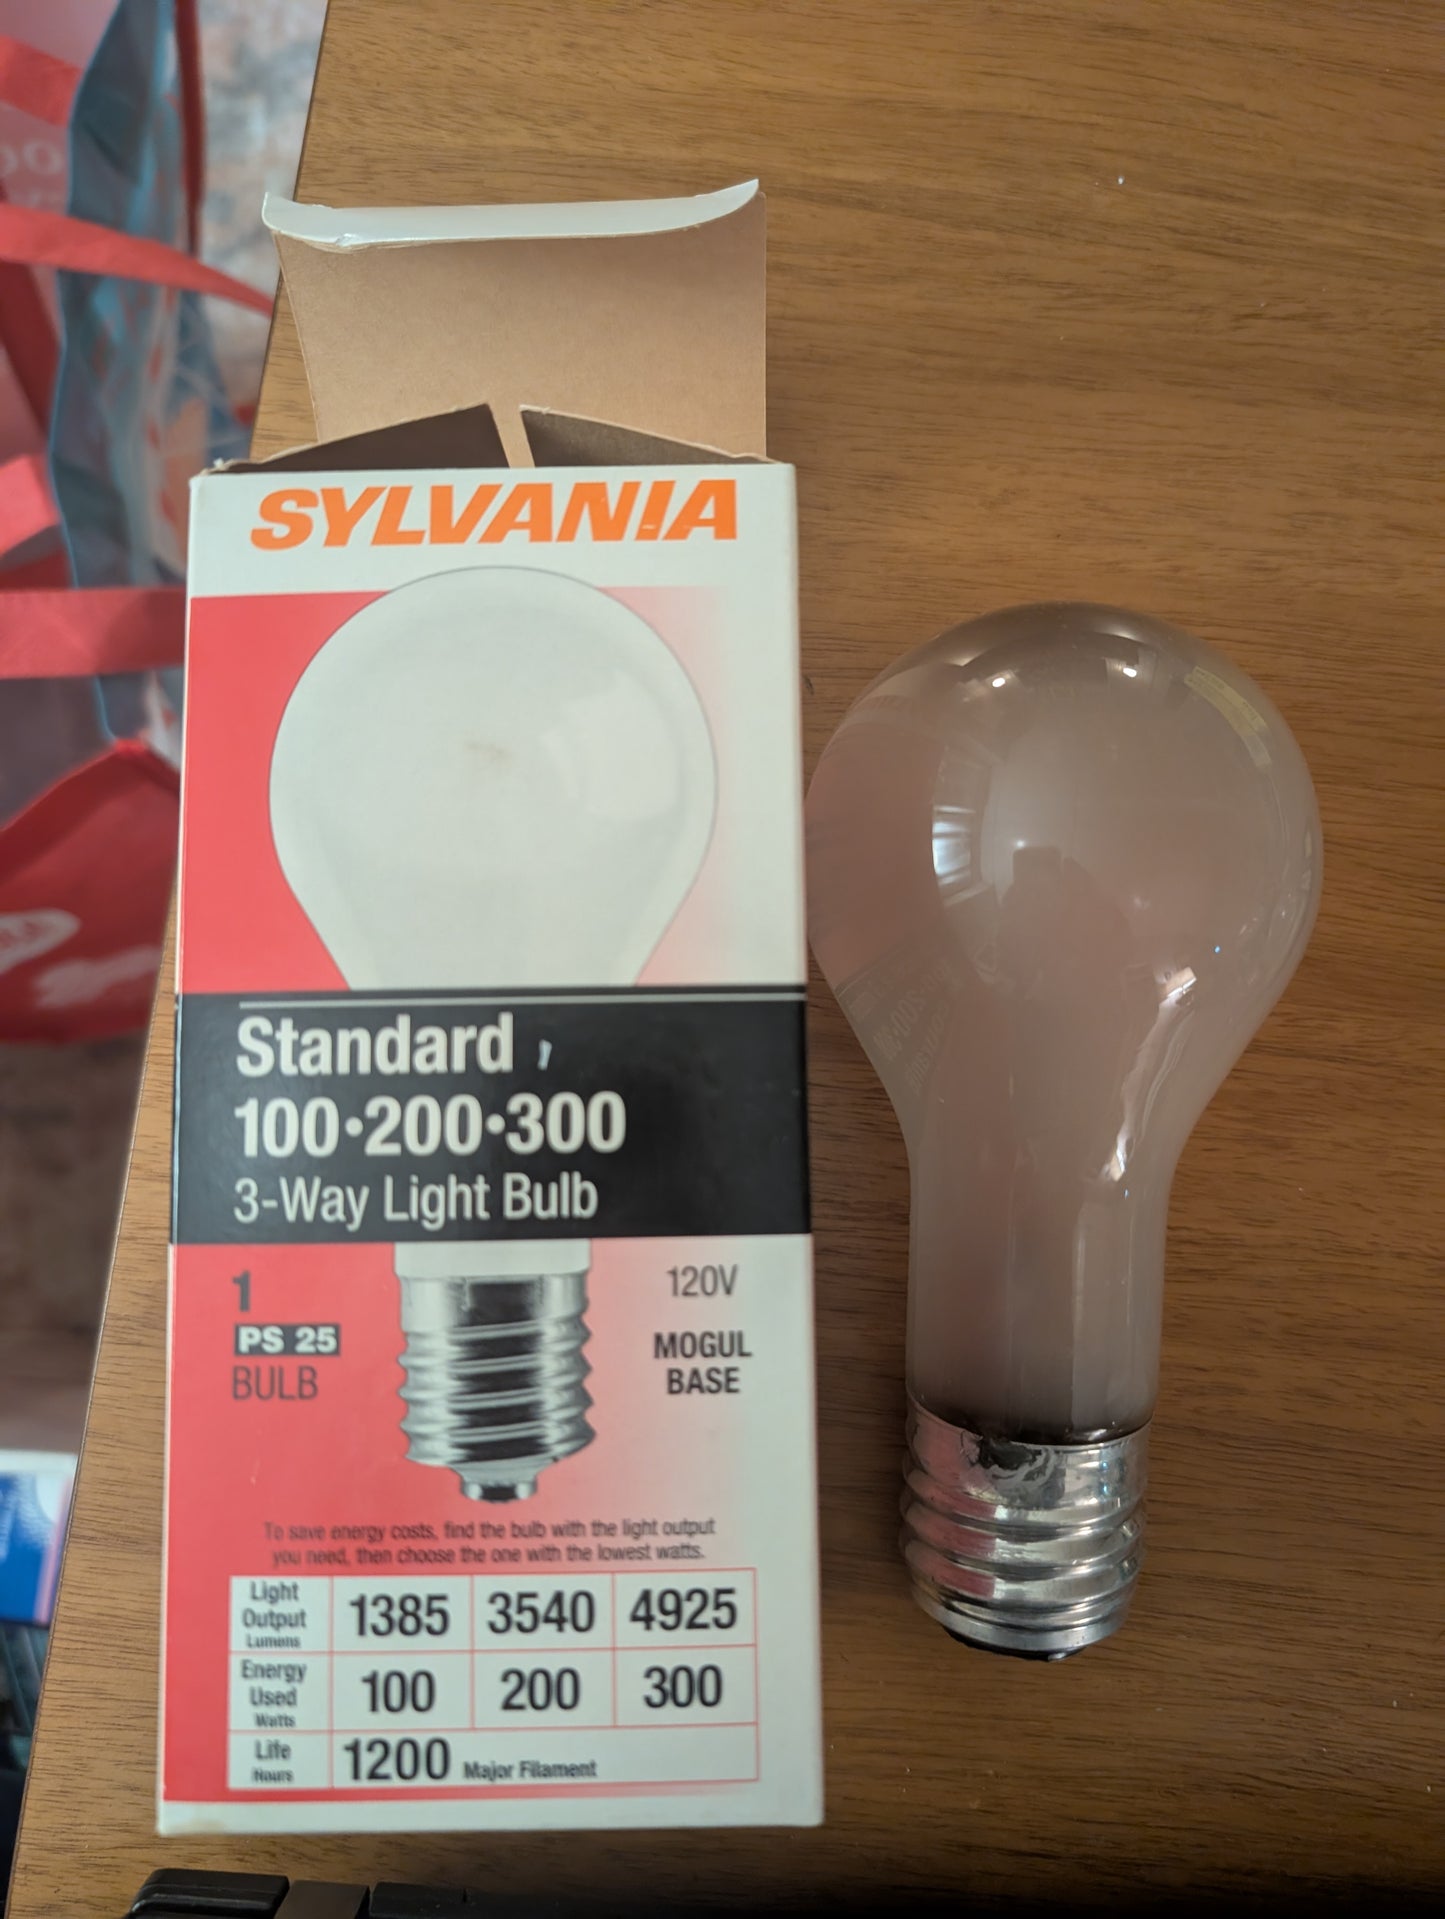 SYLVANIA
Standard
100•200•300
3-Way Light Bulb
1
PS 25
BULB
120V
MOGUL
BASE
To save energy costs, find the bulb with the light output
you need, then choose the one with the lowest watts.
Light Output Lumens 1385 3540 4925
Energy Used Watts 100 200 300
Life Hours 1200 Major Filament